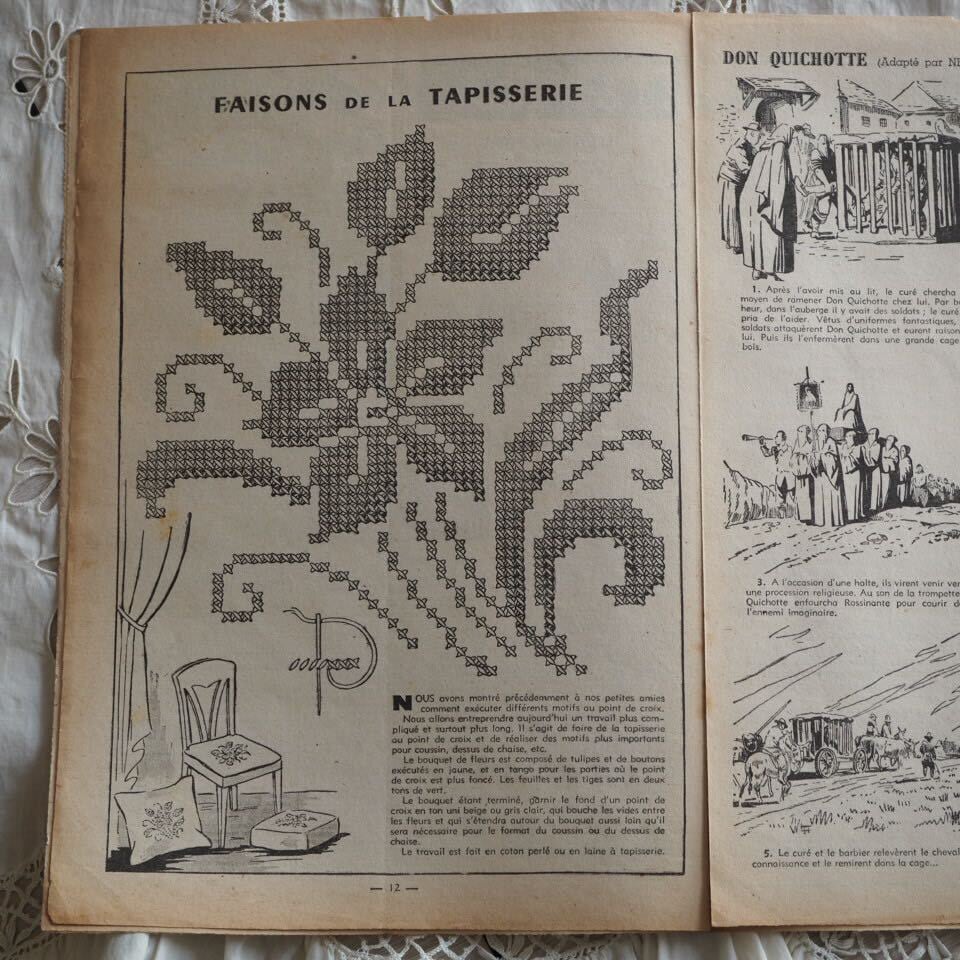 FAISONS DE LA TAPISSERIE
NOUS avons montré précédemment à nos petites amies
comment exécuter différents motifs au point de croix.
Nous allons entreprendre aujourd'hui un travail plus com-
pliqué et surtout plus long. Il s'agit de faire de la tapisserie
au point de croix et de réaliser des motifs plus importants
pour coussin, dessus de chaise, etc.
Le bouquet de fleurs est composé de tulipes et de boutons
exécutés en jaune, et en tango pour les parties où le point
de croix est plus foncé. Les feuilles et les tiges sont en deux
tons de vert.
Le bouquet étant terminé, garnir le fond d'un point de
croix en ton uni beige ou gris clair, qui bouche les vides entre
les fleurs et qui s'étendra autour du bouquet aussi loin qu'il
sera nécessaire pour le format du coussin ou du dessus de
chaise.
Le travail est fait en coton perlé ou en laine à tapisserie.
— 12 —
DON QUICHOTTE (Adapté par
1. Après l'avoir mis au lit, le curé chercha
moyen de ramener Don Quichotte chez lui. Par
heur, dans l'auberge il y avait des soldats ; le curé
pria de l'aider. Vêtus d'uniformes fantastiques,
soldats attaquèrent Don Quichotte et eurent raison
lui. Puis ils l'enfermèrent dans une grande cage
bois.
3. A l'occasion d'une halte, ils virent venir
une procession religieuse. Au son de la trompette
Quichotte enfourcha Rossinante pour courir
l'ennemi imaginaire.
5. Le curé et le barbier relevèrent le
connaissance et le remirent dans la cage...